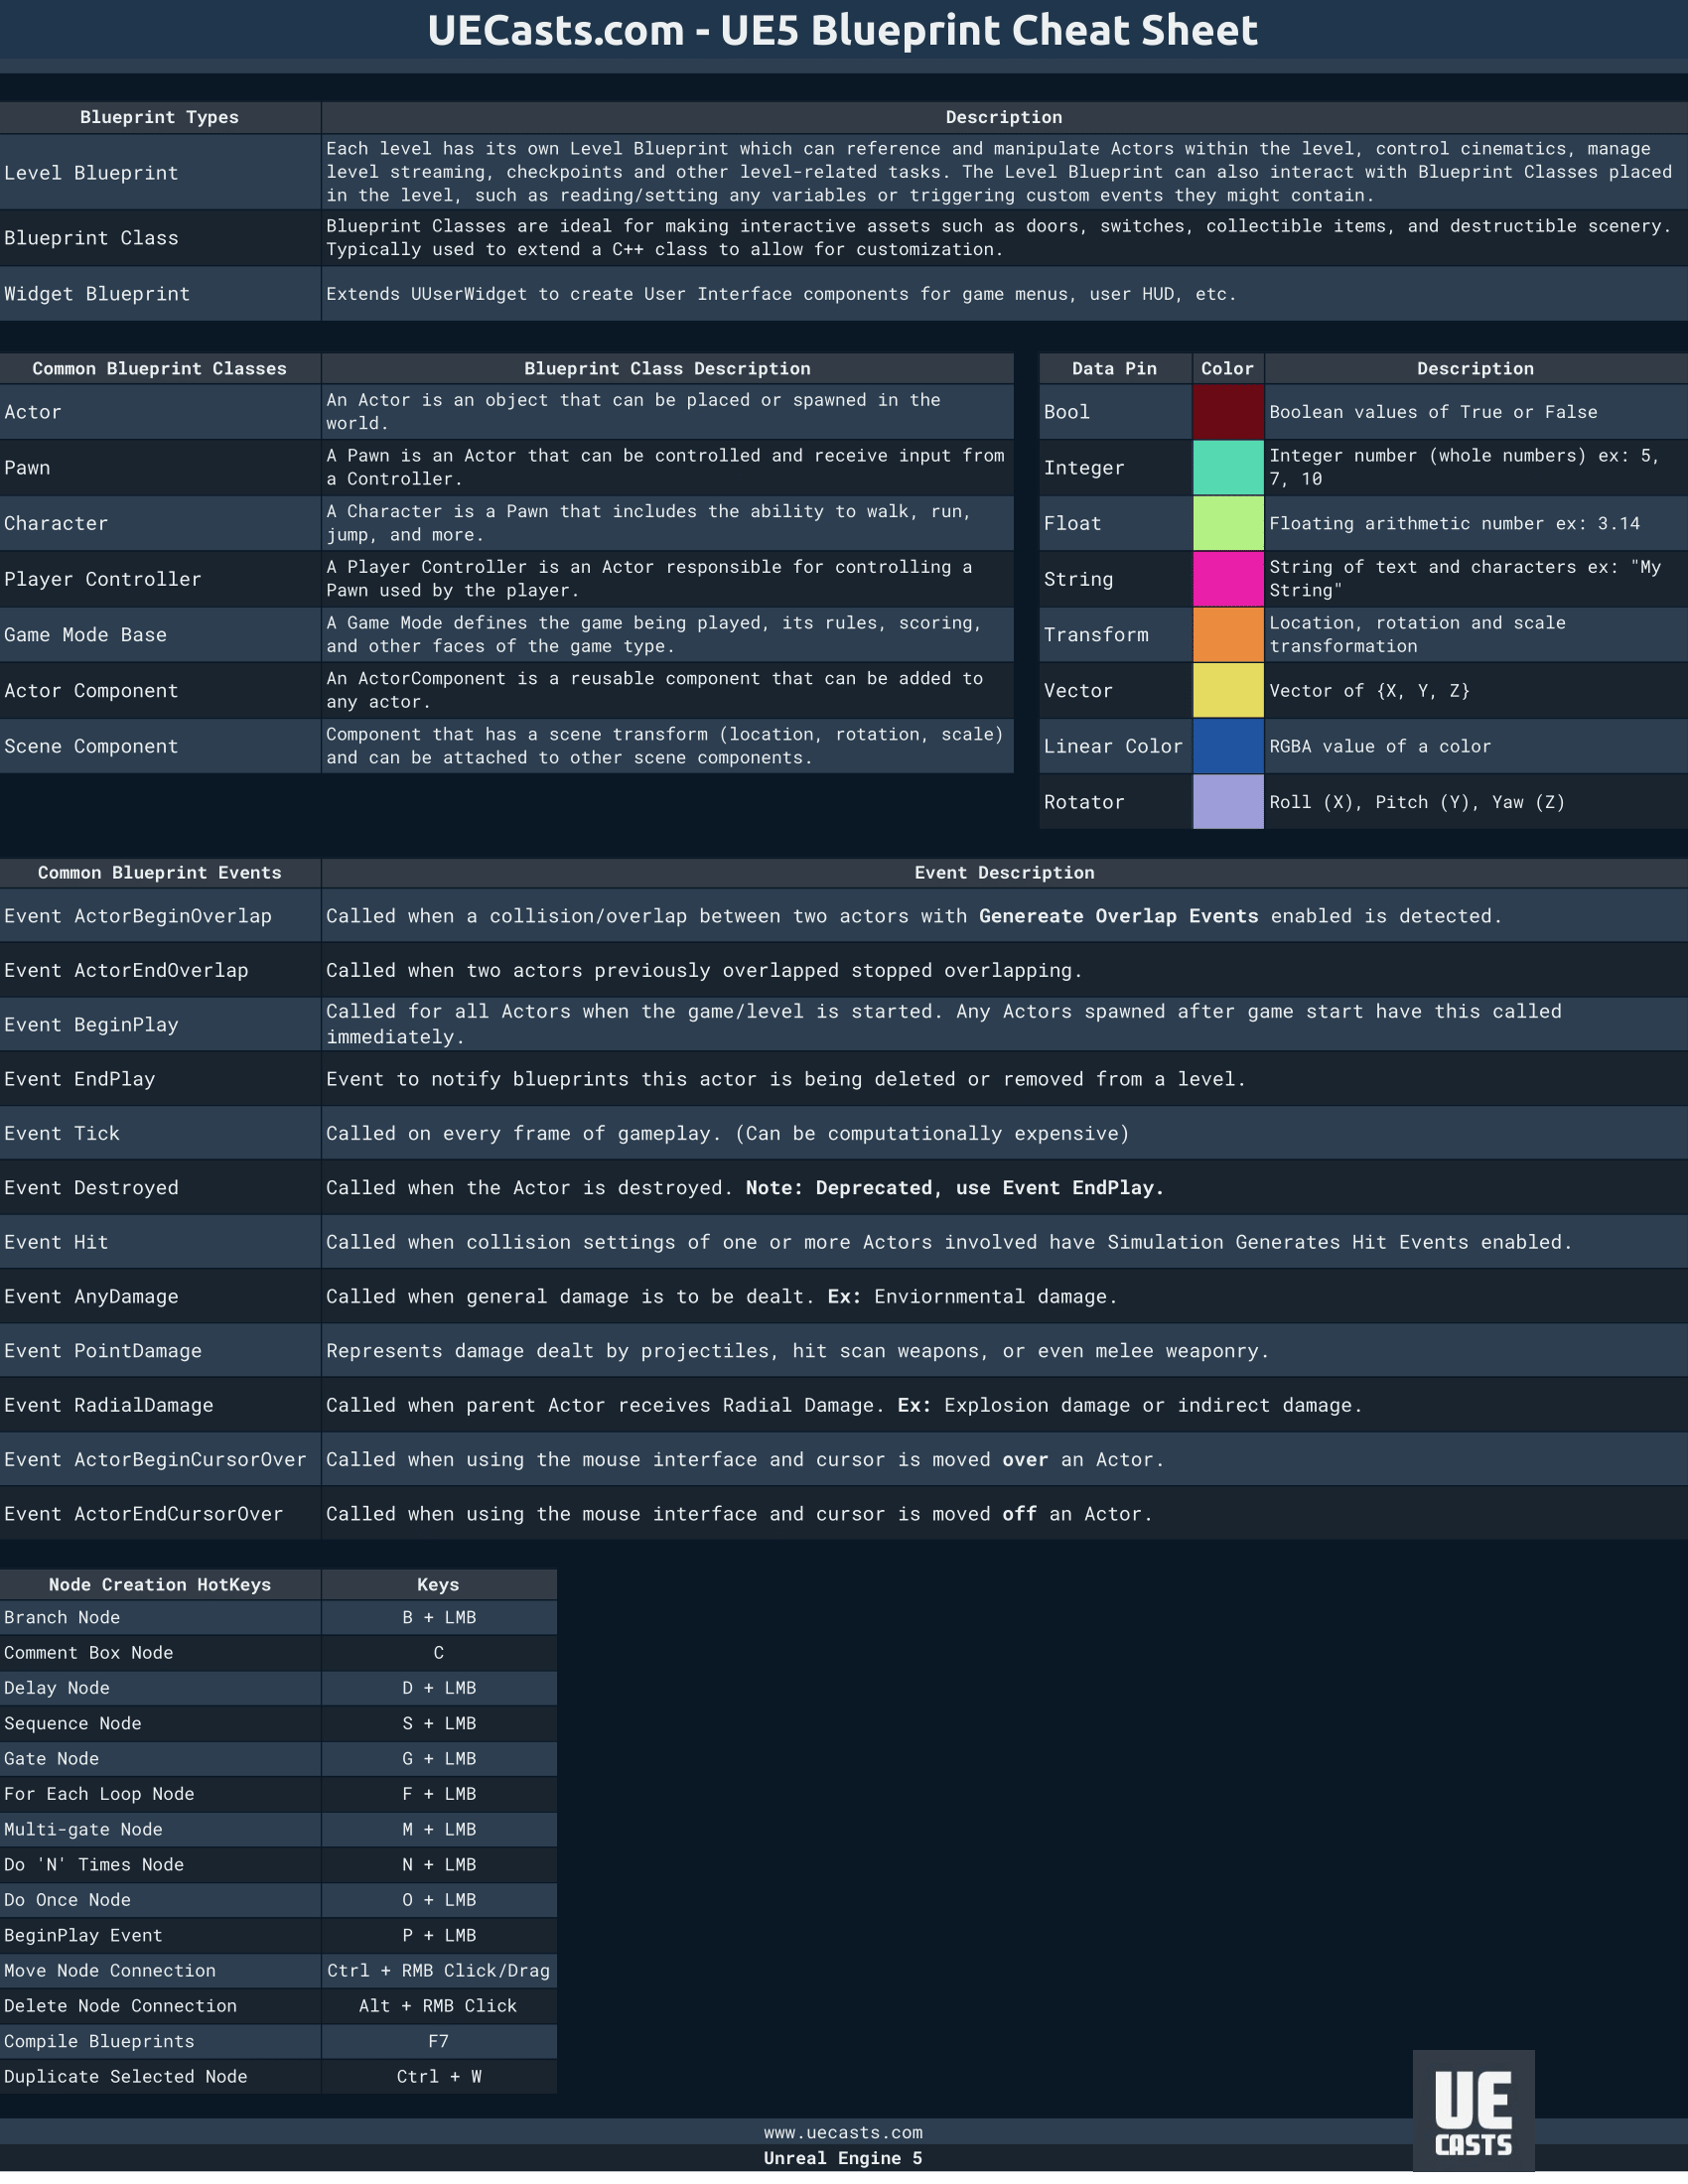 UECasts.com - UE5 Blueprint Cheat Sheet
Blueprint Types
Description
Level Blueprint
Each level has its own Level Blueprint which can reference and manipulate Actors within the level, control cinematics, manage
level streaming, checkpoints and other level-related tasks. The Level Blueprint can also interact with Blueprint Classes placed
in the level, such as reading/setting any variables or triggering custom events they might contain.
Blueprint Class
Blueprint Classes are ideal for making interactive assets such as doors, switches, collectible items, and destructible scenery.
Typically used to extend a C++ class to allow for customization.
Widget Blueprint
Extends UUserWidget to create User Interface components for game menus, user HUD, etc.
Common Blueprint Classes
Blueprint Class Description
Actor
An Actor is an object that can be placed or spawned in the
world.
Pawn
A Pawn is an Actor that can be controlled and receive input from
a Controller.
Character
A Character is a Pawn that includes the ability to walk, run,
jump, and more.
Player Controller
A Player Controller is an Actor responsible for controlling a
Pawn used by the player.
Game Mode Base
A Game Mode defines the game being played, its rules, scoring,
and other faces of the game type.
Actor Component
An ActorComponent is a reusable component that can be added to
any actor.
Scene Component
Component that has a scene transform (location, rotation, scale)
and can be attached to other scene components.
Data Pin
Color
Description
Bool
Boolean values of True or False
Integer
Integer number (whole numbers) ex: 5,
7, 10
Float
Floating arithmetic number ex: 3.14
String
String of text and characters ex: "My
String"
Transform
Location, rotation and scale
transformation
Vector
Vector of {X, Y, Z}
Linear Color
RGBA value of a color
Rotator
Roll (X), Pitch (Y), Yaw (Z)
Common Blueprint Events
Event Description
Event ActorBeginOverlap
Called when a collision/overlap between two actors with Genereate Overlap Events enabled is detected.
Event ActorEndOverlap
Called when two actors previously overlapped stopped overlapping.
Event BeginPlay
Called for all Actors when the game/level is started. Any Actors spawned after game start have this called
immediately.
Event EndPlay
Event to notify blueprints this actor is being deleted or removed from a level.
Event Tick
Called on every frame of gameplay. (Can be computationally expensive)
Event Destroyed
Called when the Actor is destroyed. Note: Deprecated, use Event EndPlay.
Event Hit
Called when collision settings of one or more Actors involved have Simulation Generates Hit Events enabled.
Event AnyDamage
Called when general damage is to be dealt. Ex: Enviornmental damage.
Event PointDamage
Represents damage dealt by projectiles, hit scan weapons, or even melee weaponry.
Event RadialDamage
Called when parent Actor receives Radial Damage. Ex: Explosion damage or indirect damage.
Event ActorBeginCursorOver
Called when using the mouse interface and cursor is moved over an Actor.
Event ActorEndCursorOver
Called when using the mouse interface and cursor is moved off an Actor.
Node Creation HotKeys
Keys
Branch Node
B + LMB
Comment Box Node
C
Delay Node
D + LMB
Sequence Node
S + LMB
Gate Node
G + LMB
For Each Loop Node
F + LMB
Multi-gate Node
M + LMB
Do 'N' Times Node
N + LMB
Do Once Node
O + LMB
BeginPlay Event
P + LMB
Move Node Connection
Ctrl + RMB Click/Drag
Delete Node Connection
Alt + RMB Click
Compile Blueprints
F7
Duplicate Selected Node
Ctrl + W
UE
CASTS
www.uecasts.com
Unreal Engine 5